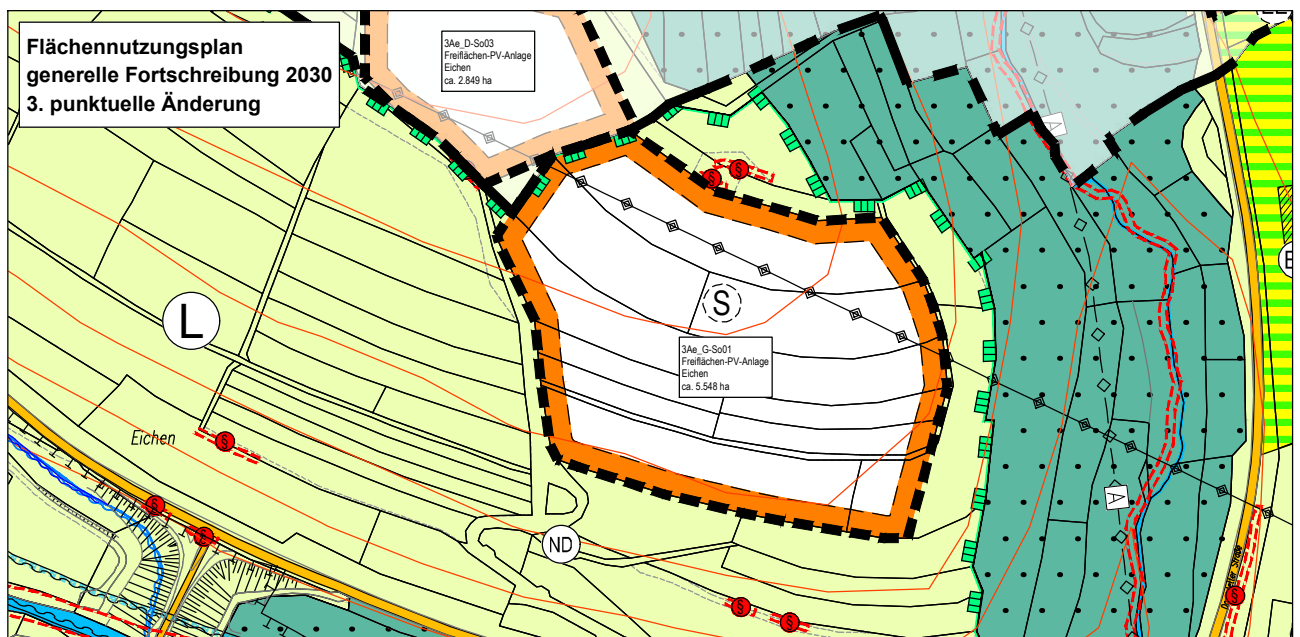 Flächennutzungsplan
generelle Fortschreibung 2030
3. punktuelle Änderung
3Ae_D-So03
Freiflächen-PV-Anlage
Eichen
ca. 2.849 ha
A
§
§
L
S
3Ae_G-So01
Freiflächen-PV-Anlage
Eichen
ca. 5.548 ha
Eichen
§
§
§
A
ND
§
§
§